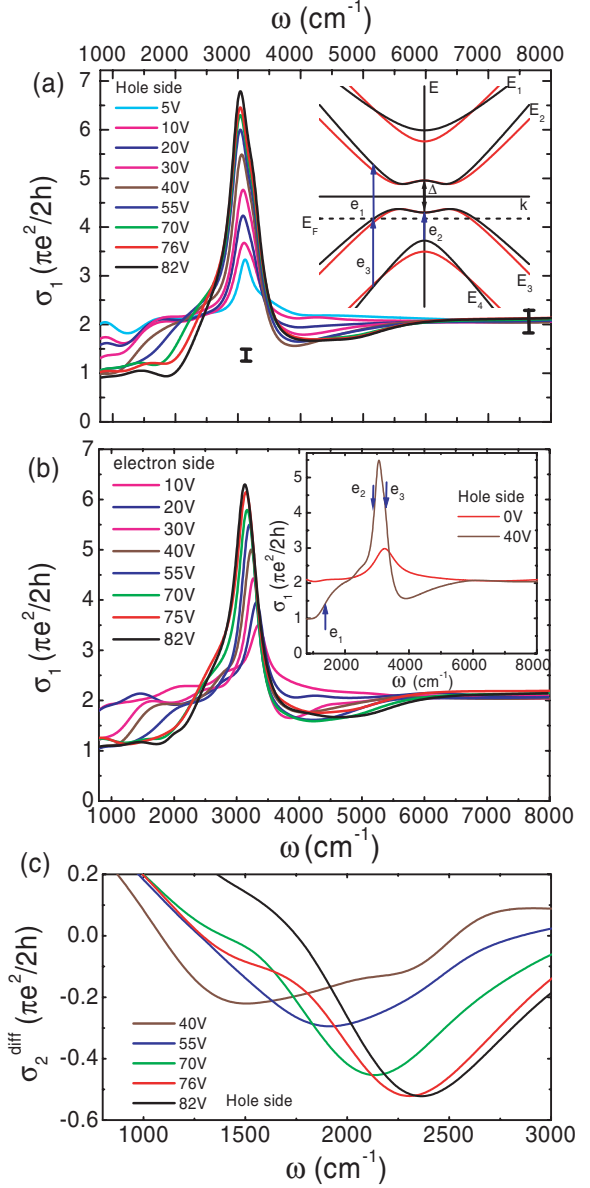 ω (cm⁻¹)
1000 2000 3000 4000 5000 6000 7000 8000
(a)
7
6
5
4
3
2
1
0
σ₁ (πe²/2h)
Hole side
5V
10V
20V
30V
40V
55V
70V
76V
82V
E
E₁
E₂
Δ
k
e₁
E_F
e₂
e₃
E₃
E₄
I
I
(b)
7
6
5
4
3
2
1
0
σ₁ (πe²/2h)
electron side
10V
20V
30V
40V
55V
70V
75V
82V
5
4
3
2
1
0
σ₁ (πe²/2h)
e₂
e₃
Hole side
0V
40V
e₁
2000 4000 6000 8000
ω (cm⁻¹)
1000 2000 3000 4000 5000 6000 7000 8000
ω (cm⁻¹)
(c)
0.2
0.0
-0.2
-0.4
-0.6
σ₂^diff (πe²/2h)
40V
55V
70V
76V
82V
Hole side
1000 1500 2000 2500 3000
ω (cm⁻¹)